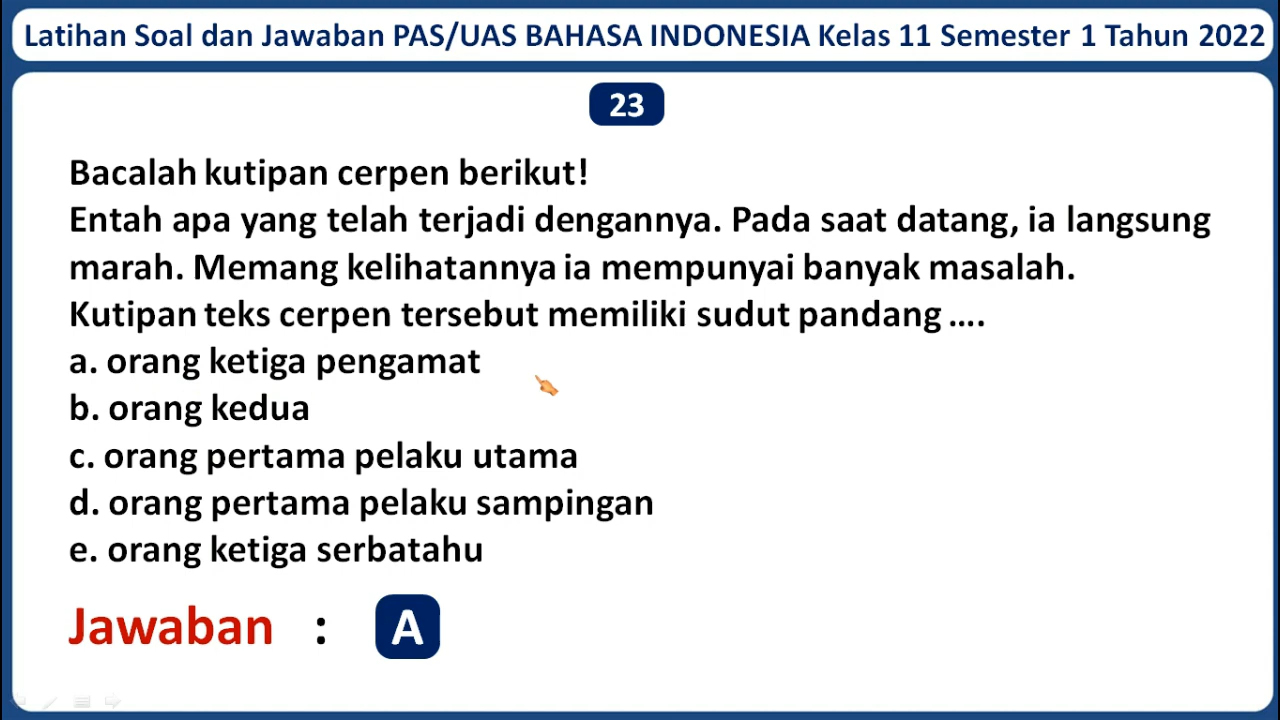 Latihan Soal dan Jawaban PAS/UAS BAHASA INDONESIA Kelas 11 Semester 1 Tahun 2022
23
Bacalah kutipan cerpen berikut!
Entah apa yang telah terjadi dengannya. Pada saat datang, ia langsung
marah. Memang kelihatannya ia mempunyai banyak masalah.
Kutipan teks cerpen tersebut memiliki sudut pandang ....
a. orang ketiga pengamat
b. orang kedua
c. orang pertama pelaku utama
d. orang pertama pelaku sampingan
e. orang ketiga serbatahu
Jawaban : A